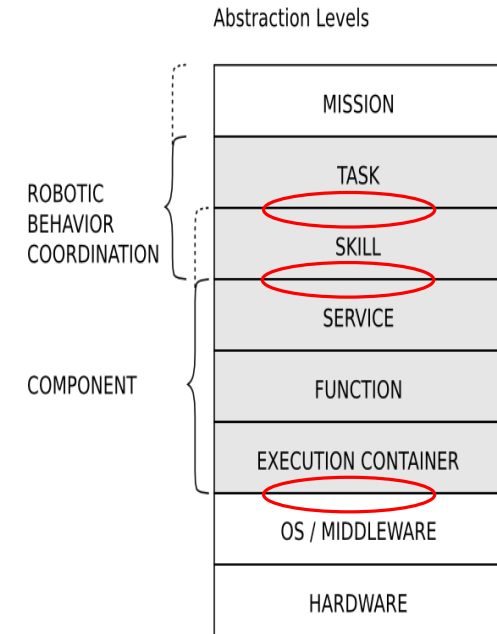 Abstraction Levels
MISSION
TASK
ROBOTIC
BEHAVIOR
COORDINATION
SKILL
SERVICE
COMPONENT
FUNCTION
EXECUTION CONTAINER
OS / MIDDLEWARE
HARDWARE